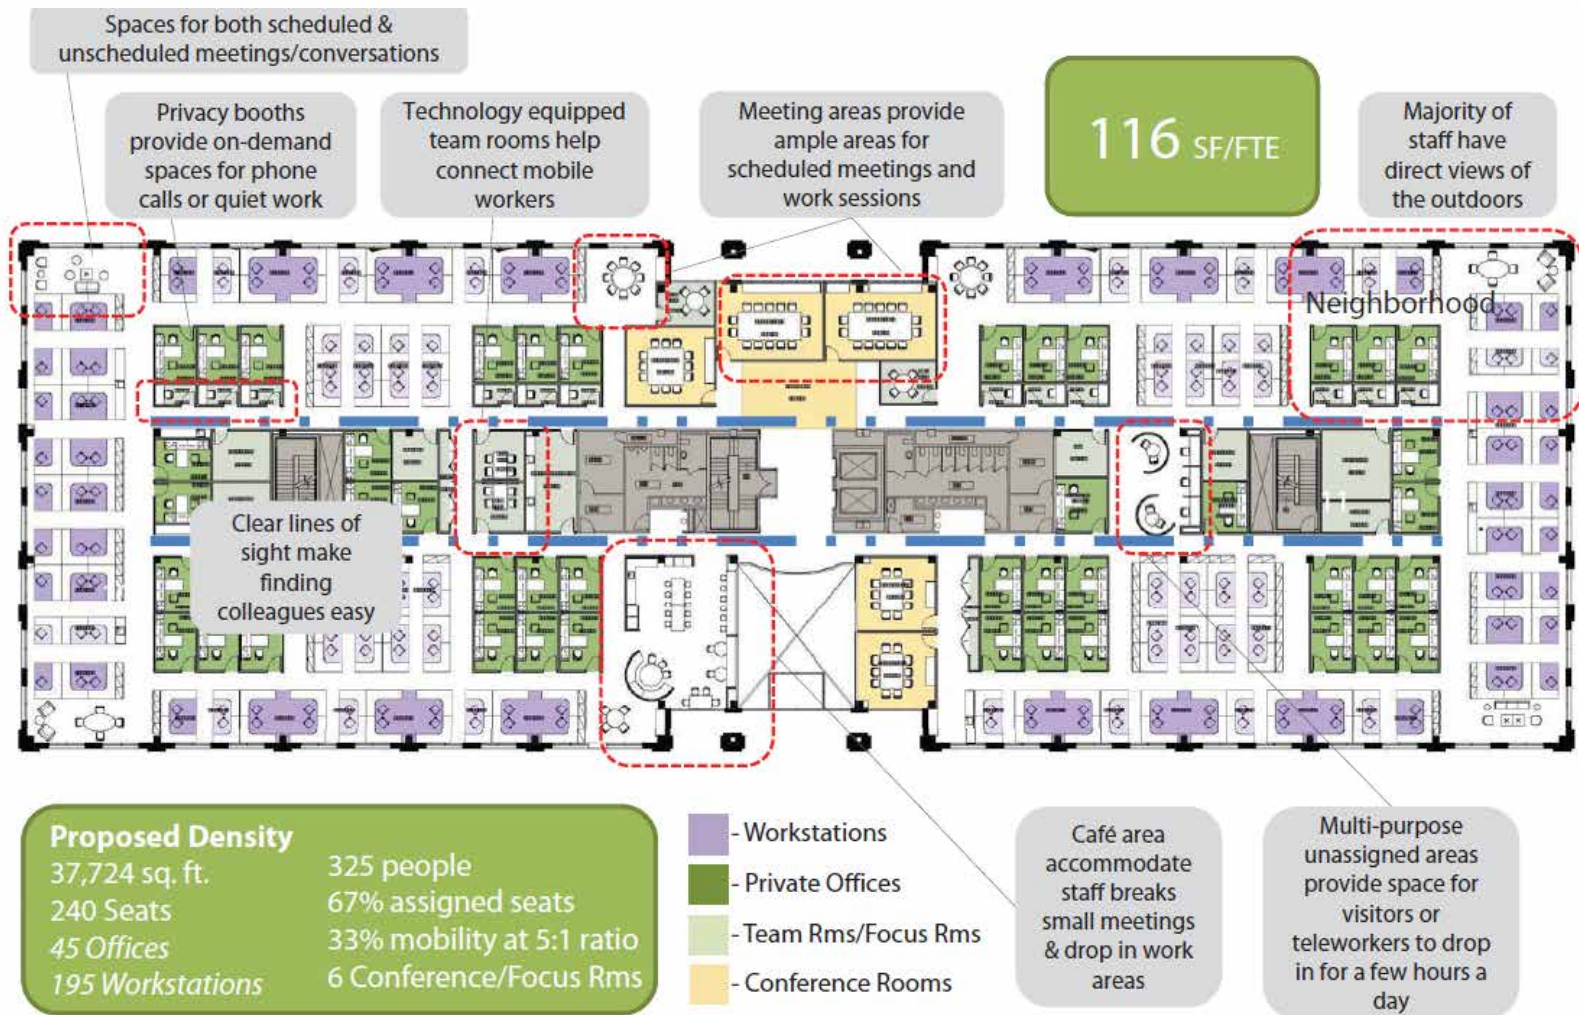 Spaces for both scheduled &
unscheduled meetings/conversations
Privacy booths
provide on-demand
spaces for phone
calls or quiet work
Technology equipped
team rooms help
connect mobile
workers
Meeting areas provide
ample areas for
scheduled meetings and
work sessions
116 SF/FTE
Majority of
staff have
direct views of
the outdoors
Neighborhood
Clear lines of
sight make
finding
colleagues easy
Proposed Density
37,724 sq. ft.
240 Seats
45 Offices
195 Workstations
325 people
67% assigned seats
33% mobility at 5:1 ratio
6 Conference/Focus Rms
- Workstations
- Private Offices
- Team Rms/Focus Rms
- Conference Rooms
Café area
accommodate
staff breaks
small meetings
& drop in work
areas
Multi-purpose
unassigned areas
provide space for
visitors or
teleworkers to drop
in for a few hours a
day